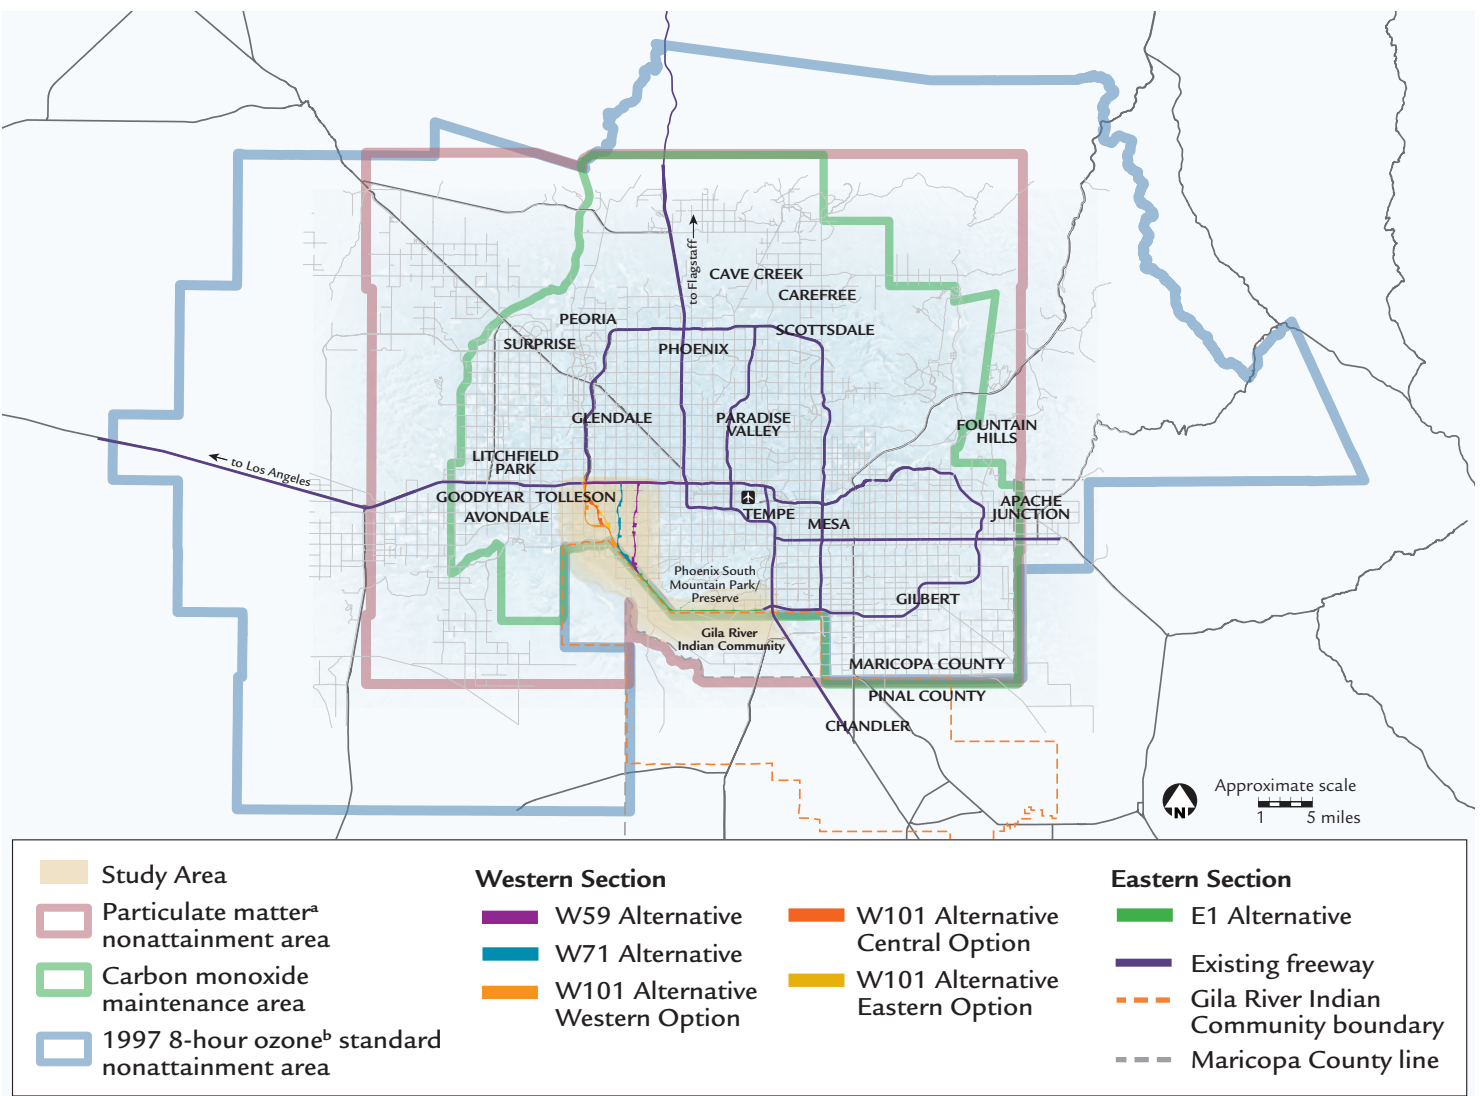 to Flagstaff
CAVE CREEK
CAREFREE
PEORIA
SCOTTSDALE
SURPRISE
PHOENIX
GLENDALE
PARADISE
VALLEY
FOUNTAIN
HILLS
LITCHFIELD
PARK
to Los Angeles
GOODYEAR
TOLLESON
AVONDALE
TEMPE
MESA
APACHE
JUNCTION
Phoenix South
Mountain Park/
Preserve
GILBERT
Gila River
Indian Community
MARICOPA COUNTY
PINAL COUNTY
CHANDLER
N
Approximate scale
1 5 miles
Study Area
Particulate matterᵃ
nonattainment area
Carbon monoxide
maintenance area
1997 8-hour ozoneᵇ standard
nonattainment area
Western Section
W59 Alternative
W71 Alternative
W101 Alternative
Western Option
W101 Alternative
Central Option
W101 Alternative
Eastern Option
Eastern Section
E1 Alternative
Existing freeway
Gila River Indian
Community boundary
Maricopa County line